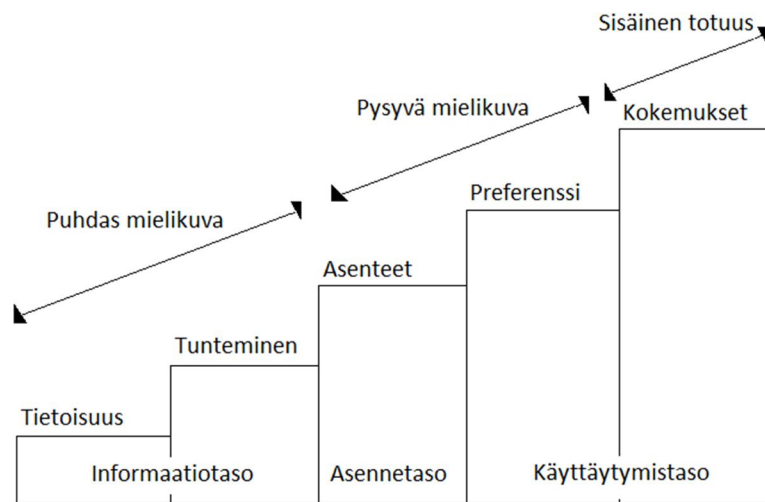 Sisäinen totuus
Pysyvä mielikuva
Kokemukset
Preferenssi
Puhdas mielikuva
Asenteet
Tunteminen
Tietoisuus
Informaatiotaso
Asennetaso
Käyttäytymistaso